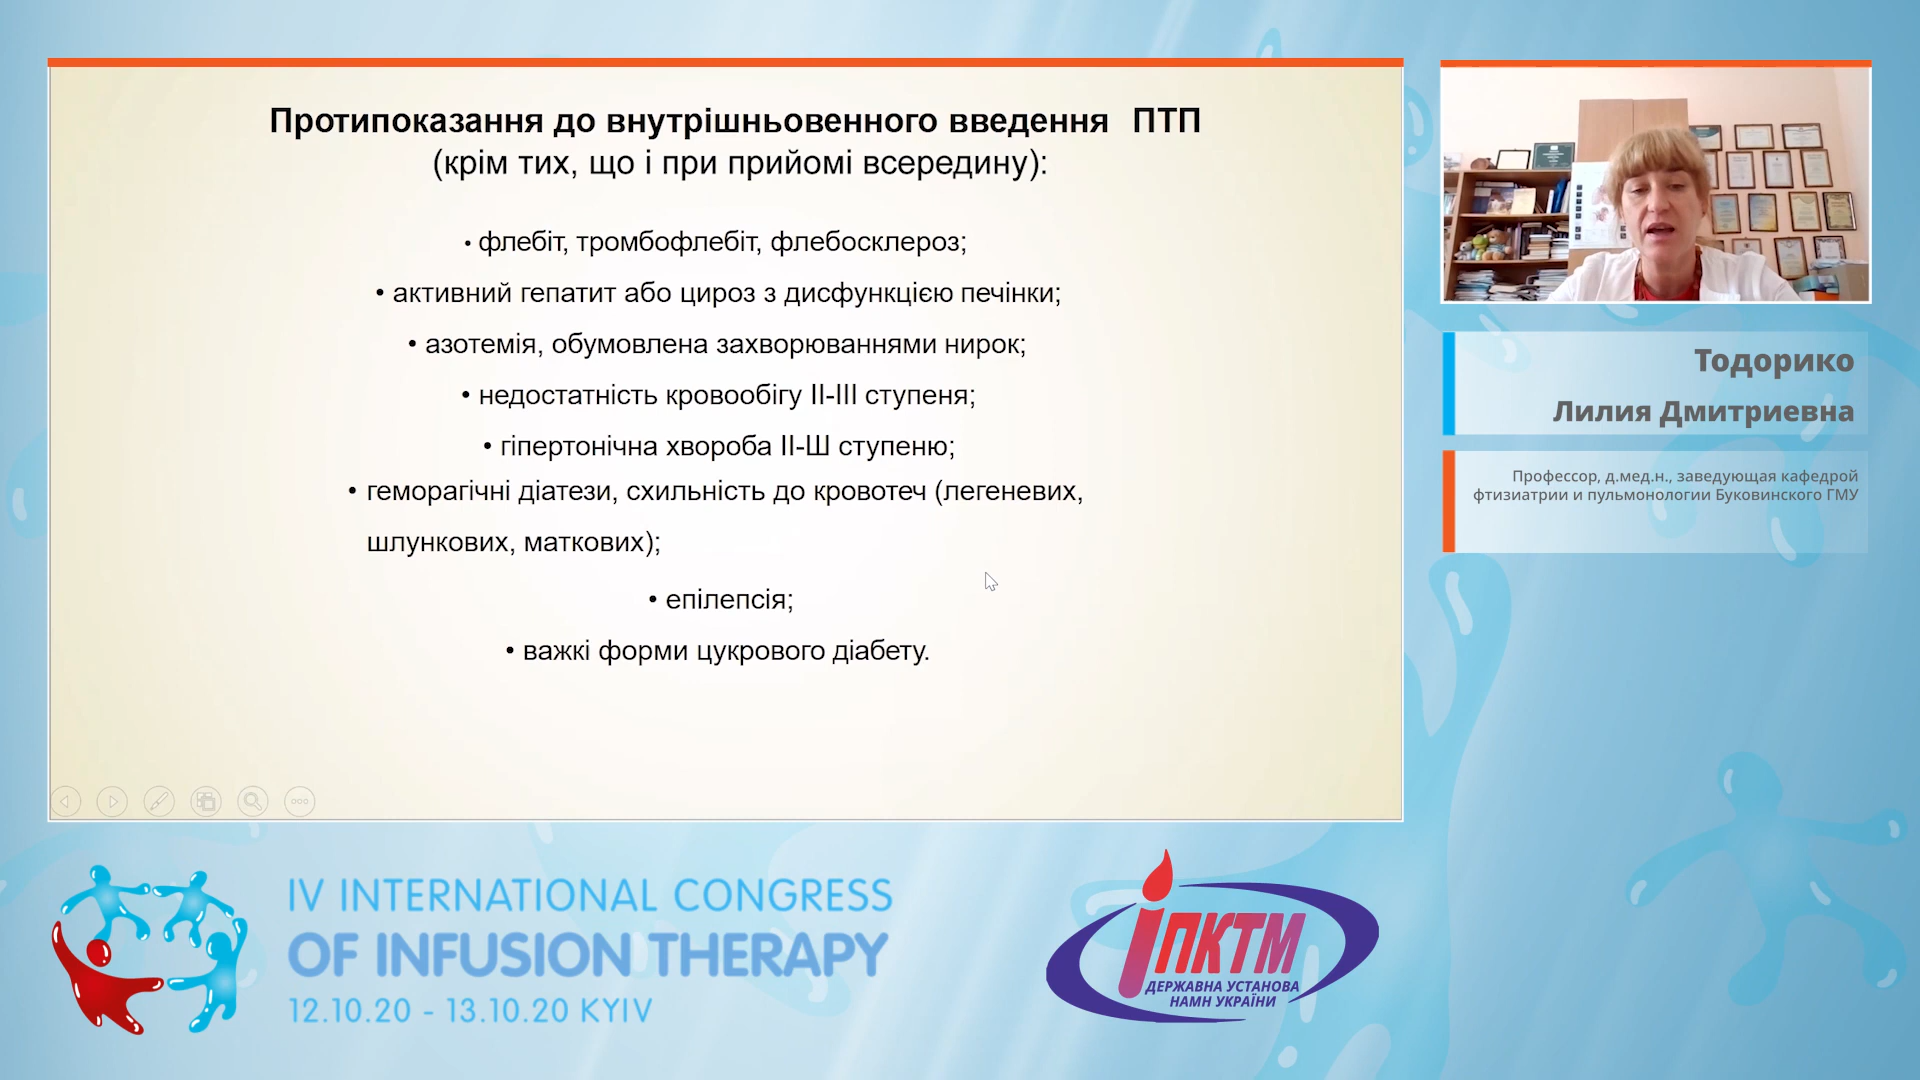 Протипоказання до внутрішньовенного введення ПТП
(крім тих, що і при прийомі всередину):
• флебіт, тромбофлебіт, флебосклероз;
• активний гепатит або цироз з дисфункцією печінки;
• азотемія, обумовлена захворюваннями нирок;
• недостатність кровообігу ІІ-ІІІ ступеня;
• гіпертонічна хвороба ІІ-Ш ступеню;
• геморагічні діатези, схильність до кровотеч (легеневих,
шлункових, маткових);
• епілепсія;
• важкі форми цукрового діабету.
Тодорико
Лилия Дмитриевна
Профессор, д.мед.н., заведующая кафедрой
фтизиатрии и пульмонологии Буковинского ГМУ
IV INTERNATIONAL CONGRESS
OF INFUSION THERAPY
12.10.20 - 13.10.20 KYIV
іПКТМ
ДЕРЖАВНА УСТАНОВА
НАМН УКРАЇНИ